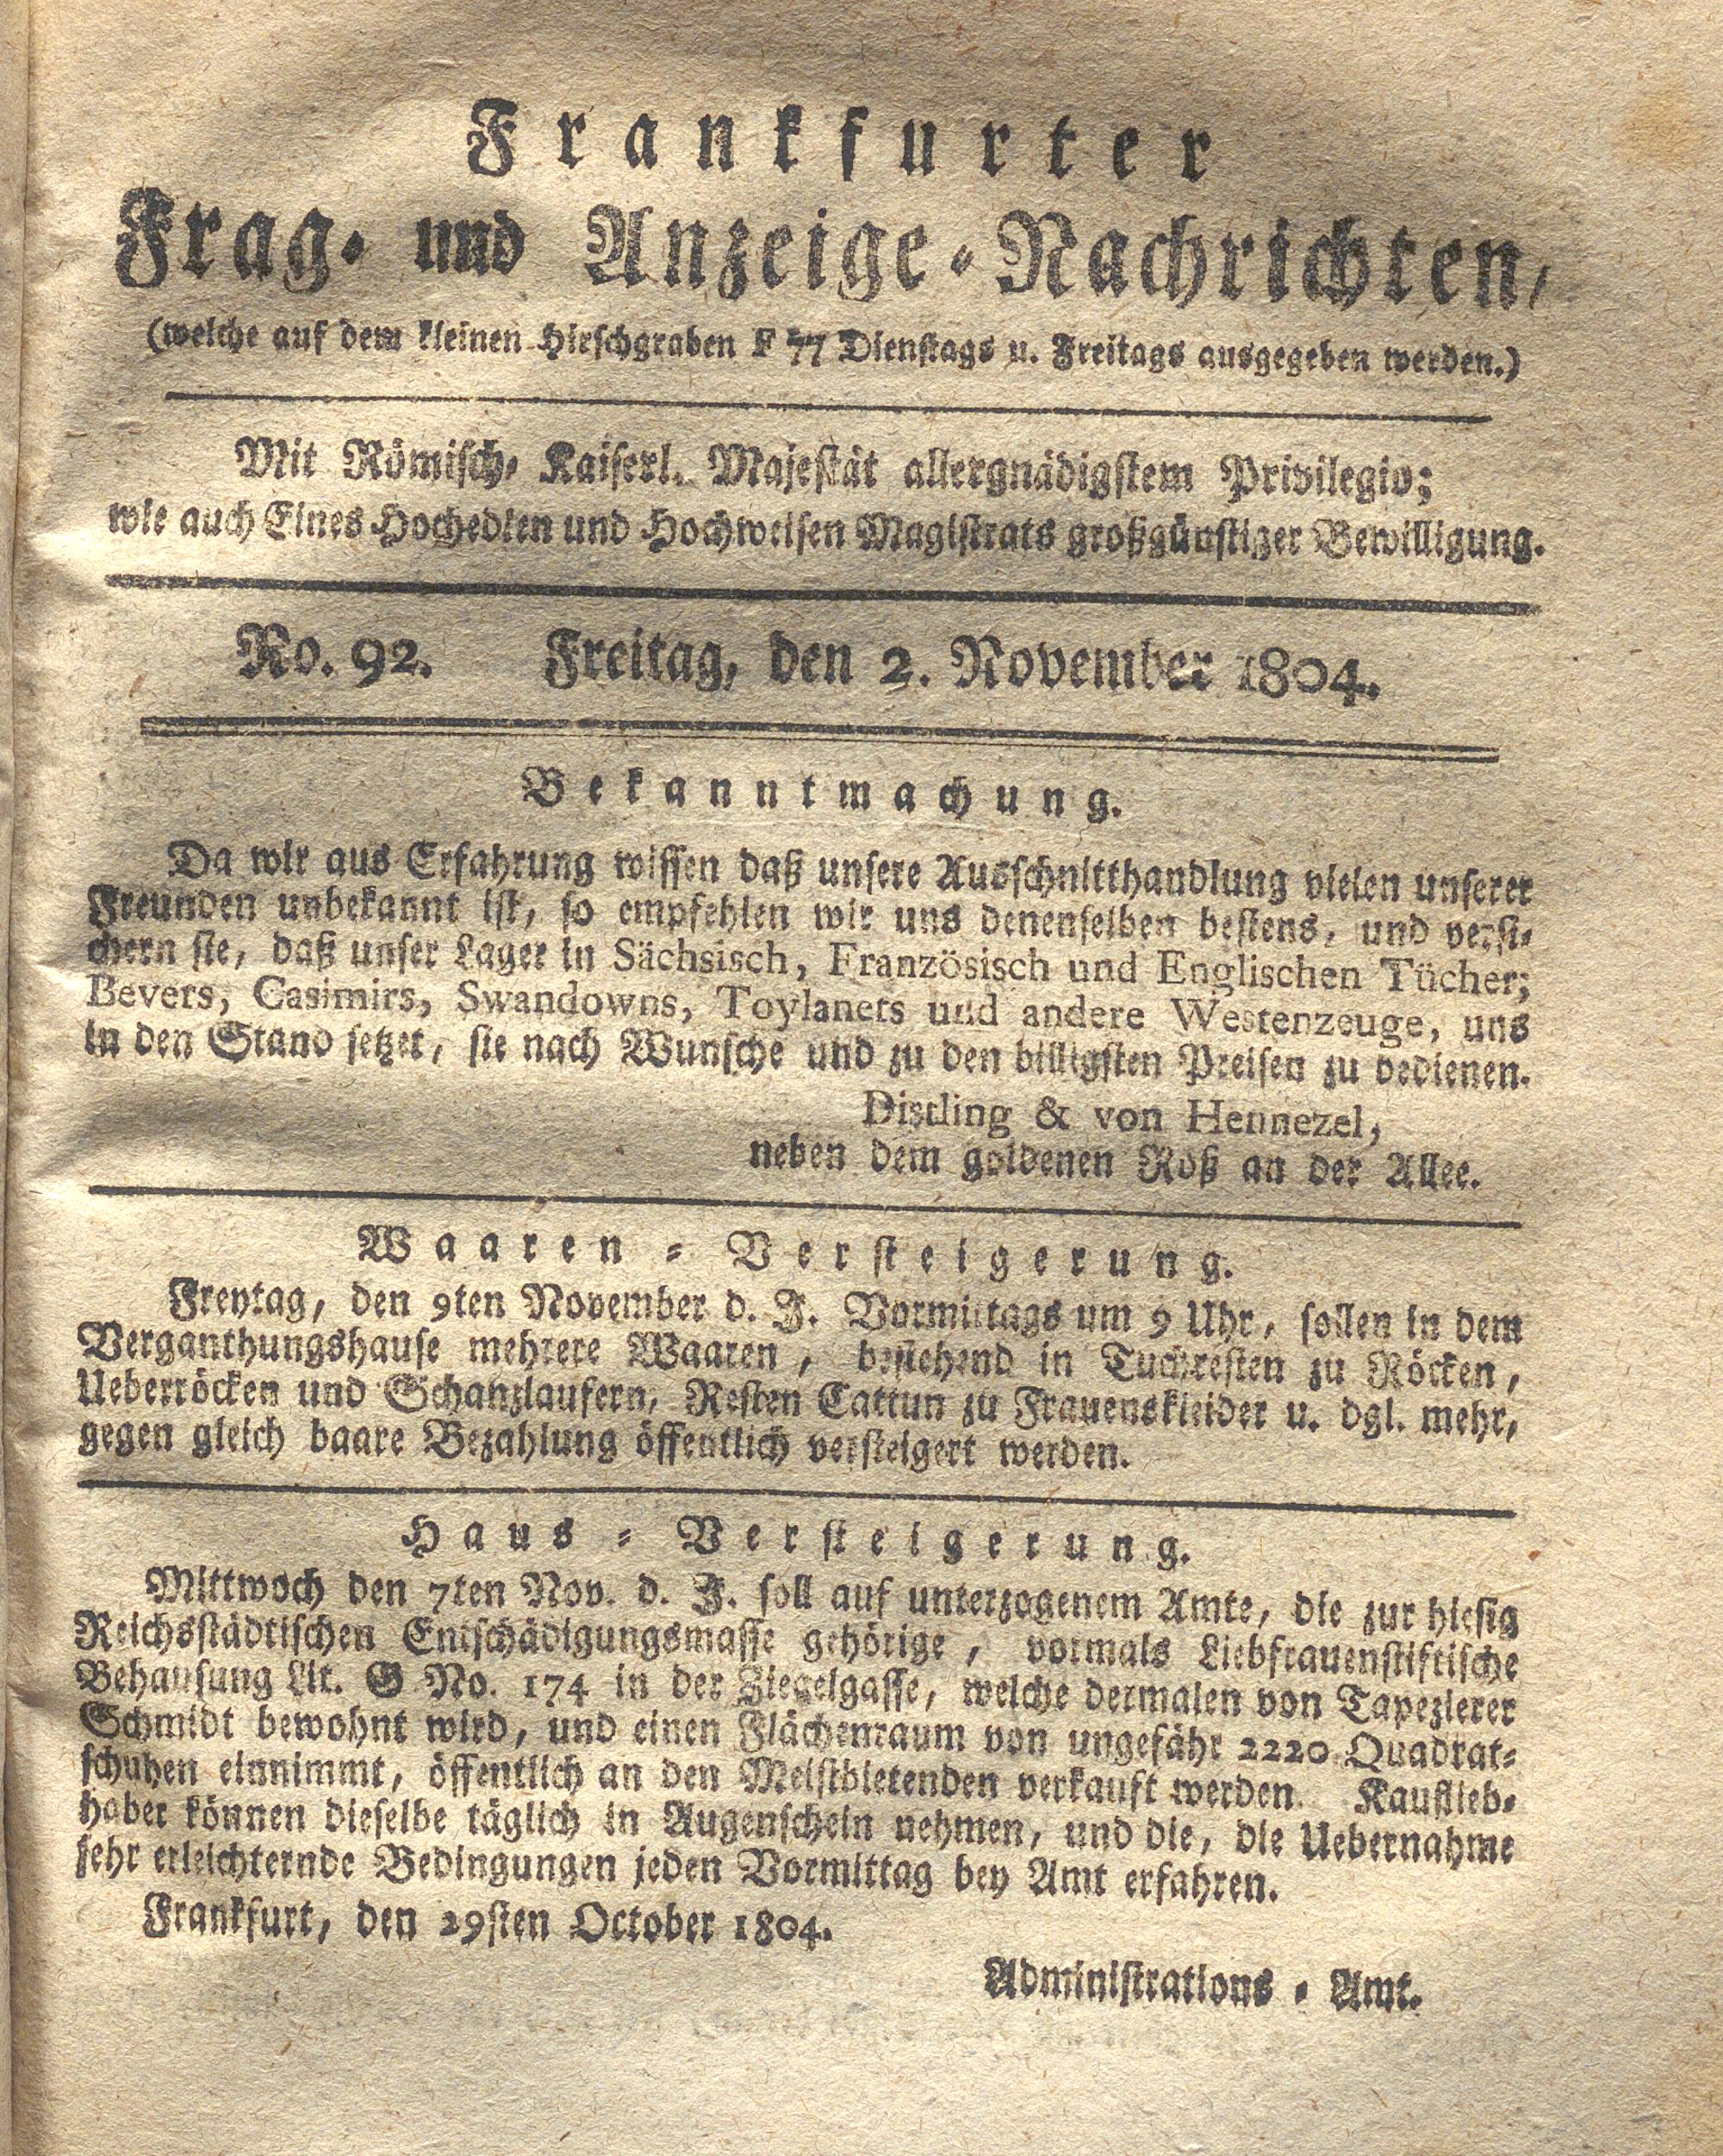 Frankfurter
Frag- und Anzeige-Nachrichten,
(welche auf dem kleinen Hirschgraben F 77 Dienstags u. Freitags ausgegeben werden.)
Mit Römisch- Kaiserl. Majestät allergnädigstem Privilegio;
wie auch Eines Hochedlen und Hochweisen Magistrats großgünstiger Bewilligung.
No. 92. Freitag, den 2. November 1804.
Bekanntmachung.
Da wir aus Erfahrung wissen daß unsere Ausschnitthandlung vielen unserer
Freunden unbekannt ist, so empfehlen wir uns denenselben bestens, und versi-
chern sie, daß unser Lager in Sächsisch, Französisch und Englischen Tücher;
Bevers, Casimirs, Swandowns, Toylanets und andere Westenzeuge, uns
in den Stand setzet, sie nach Wunsche und zu den billigsten Preisen zu bedienen.
Distling & von Hennezel,
neben dem goldenen Roß an der Allee.
Waaren - Versteigerung.
Freytag, den 9ten November d. J. Vormittags um 9 Uhr, sollen in dem
Verganthungshause mehrere Waaren, bestehend in Tuchresten zu Röcken,
Ueberröcken und Schanzlaufern, Resten Cattun zu Frauenskleider u. dgl. mehr,
gegen gleich baare Bezahlung öffentlich versteigert werden.
Haus - Versteigerung.
Mittwoch den 7ten Nov. d. J. soll auf unterzogenem Amte, die zur hiesig
Reichsstädtischen Entschädigungsmasse gehörige, vormals Liebfrauenstiftische
Behausung Lit. G No. 174 in der Ziegelgasse, welche dermalen von Tapezierer
Schmidt bewohnt wird, und einen Flächenraum von ungefähr 2220 Quadrat-
schuhen einnimmt, öffentlich an den Meistbietenden verkauft werden. Kauflieb-
haber können dieselbe täglich in Augenschein nehmen, und die, die Uebernahme
sehr erleichternde Bedingungen jeden Vormittag bey Amt erfahren.
Frankfurt, den 29sten October 1804.
Administrations - Amt.